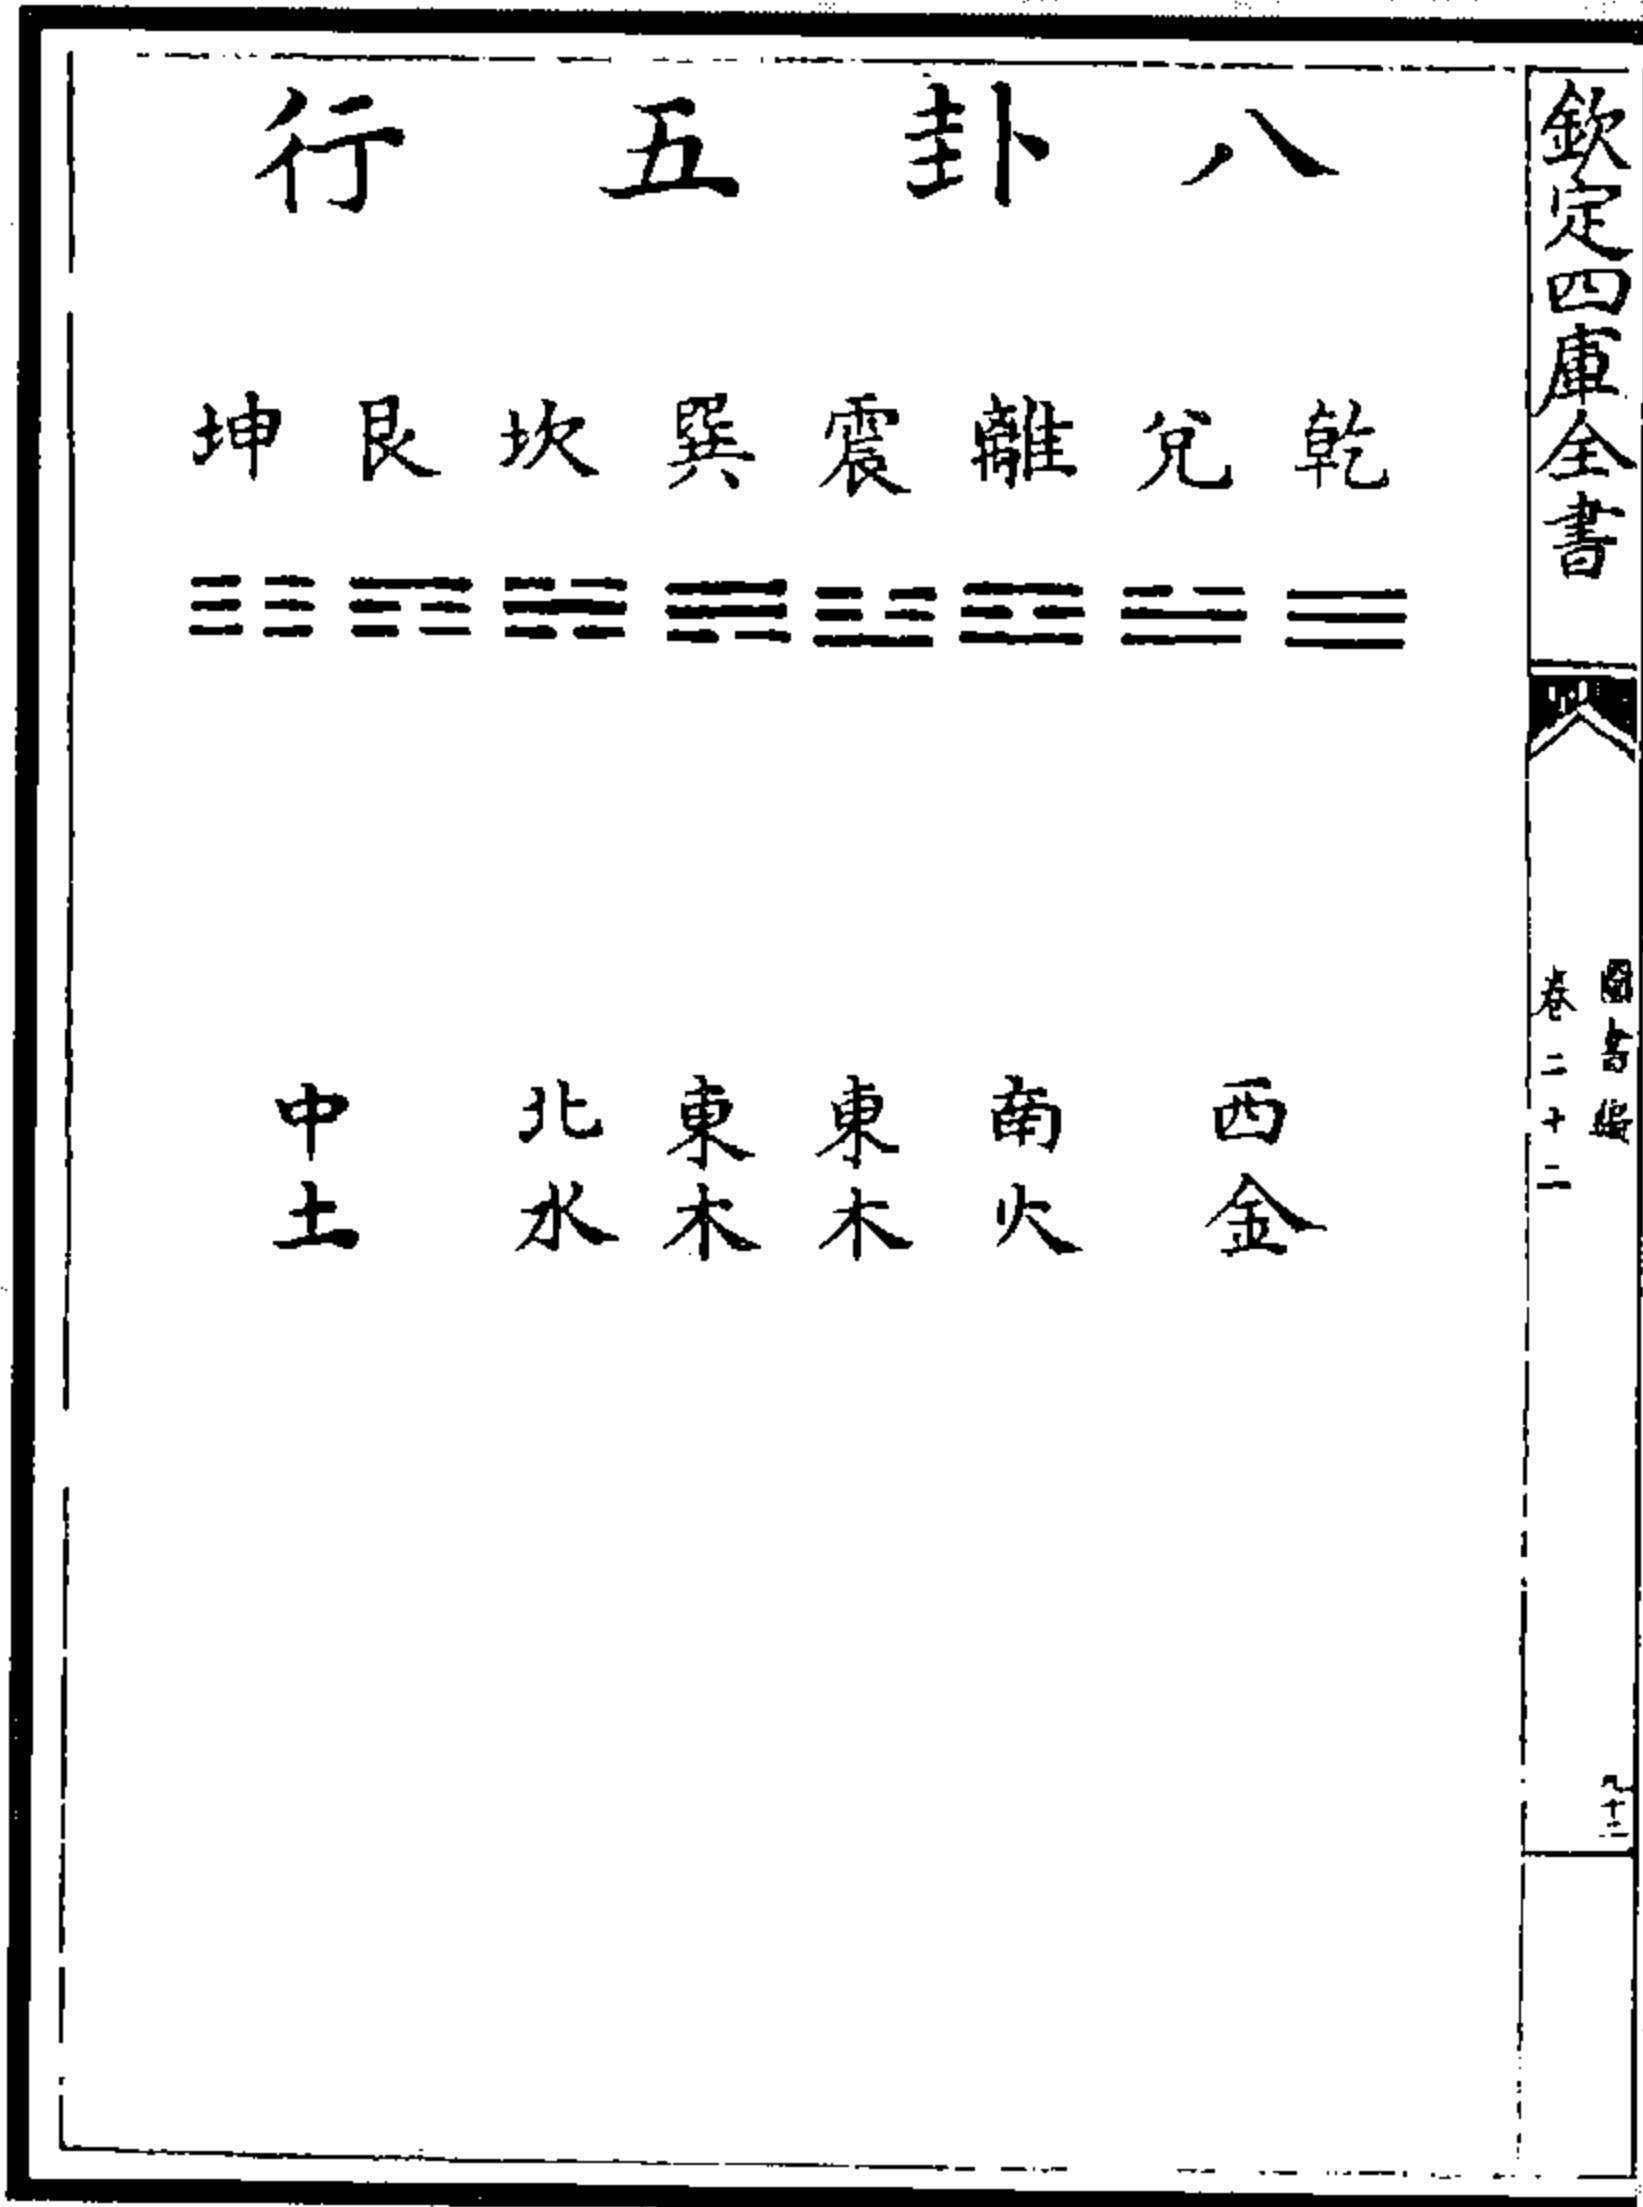 欽定四庫全書
圖書編
卷二十二
八卦五行
乾 兌 離 震 巽 坎 艮 坤
☰ ☱ ☲ ☳ ☴ ☵ ☶ ☷
西金 南火 東木 東木 北水 中土